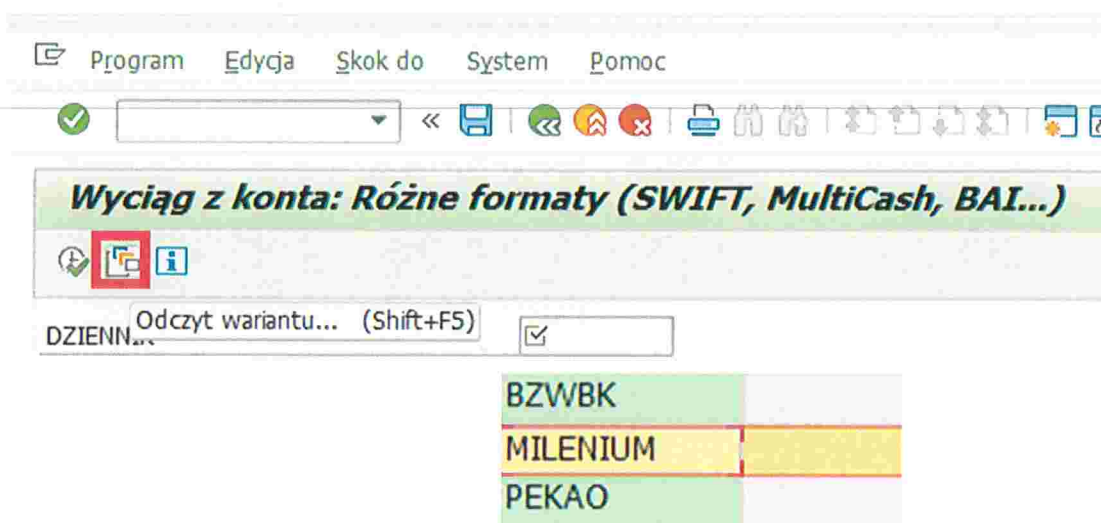 Program Edycja Skok do System Pomoc
Wyciąg z konta: Różne formaty (SWIFT, MultiCash, BAI...)
Odczyt wariantu... (Shift+F5)
DZIENN
BZWBK
MILENIUM
PEKAO